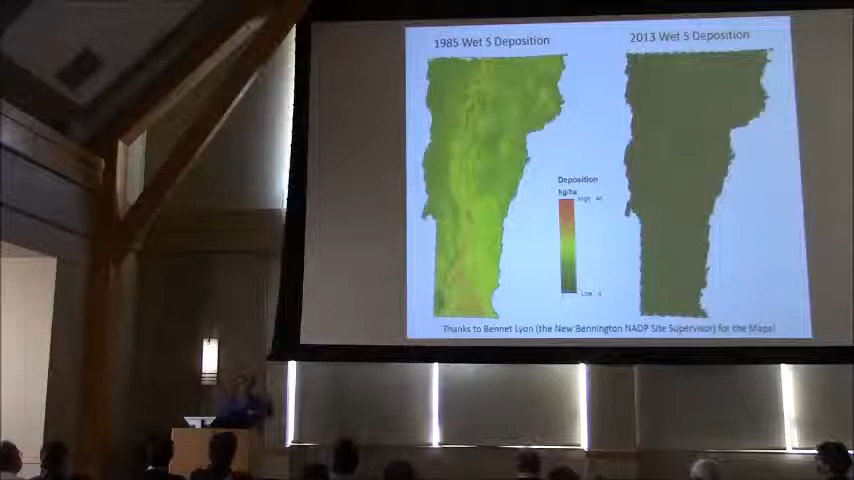 1985 Wet S Deposition
2013 Wet S Deposition
Deposition
kg/ha
High
Low
Thanks to Bennet Lyon (the New Bennington NADP Site Supervisor) for the Maps)